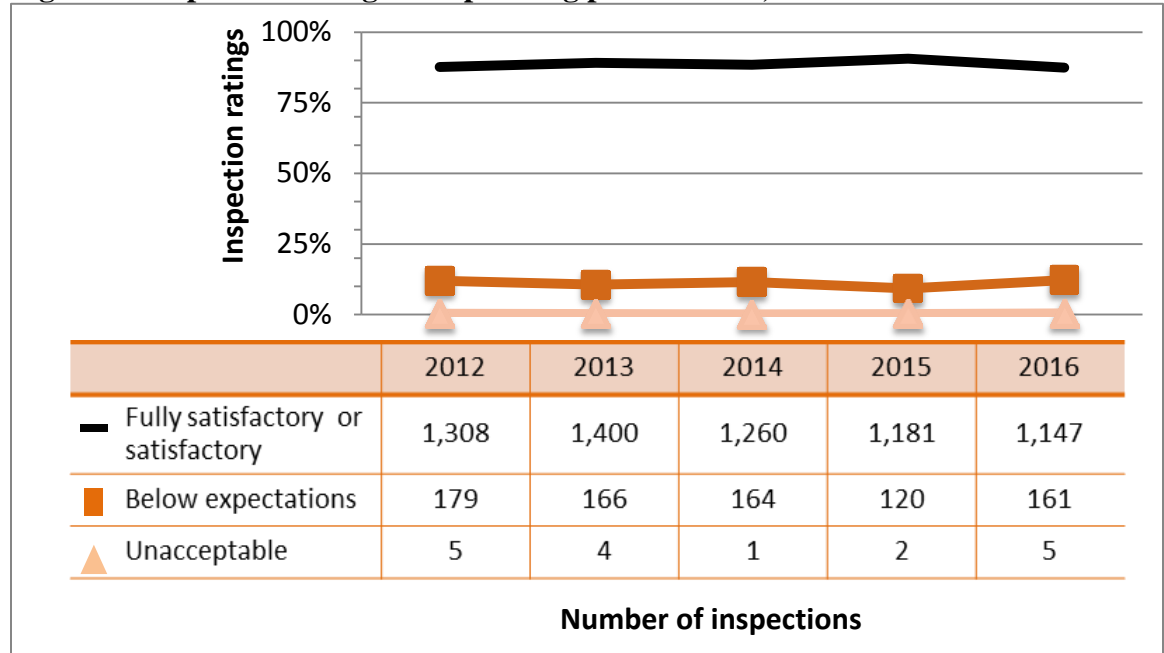 100%
75%
50%
25%
0%
Inspection ratings
2012 2013 2014 2015 2016
Fully satisfactory or
satisfactory
1,308 1,400 1,260 1,181 1,147
Below expectations 179 166 164 120 161
Unacceptable 5 4 1 2 5
Number of inspections